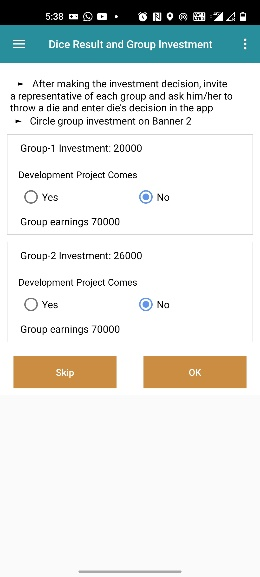 5:38
Dice Result and Group Investment
► After making the investment decision, invite
a representative of each group and ask him/her to
throw a die and enter die's decision in the app
► Circle group investment on Banner 2
Group-1 Investment: 20000
Development Project Comes
Yes No
Group earnings 70000
Group-2 Investment: 26000
Development Project Comes
Yes No
Group earnings 70000
Skip OK